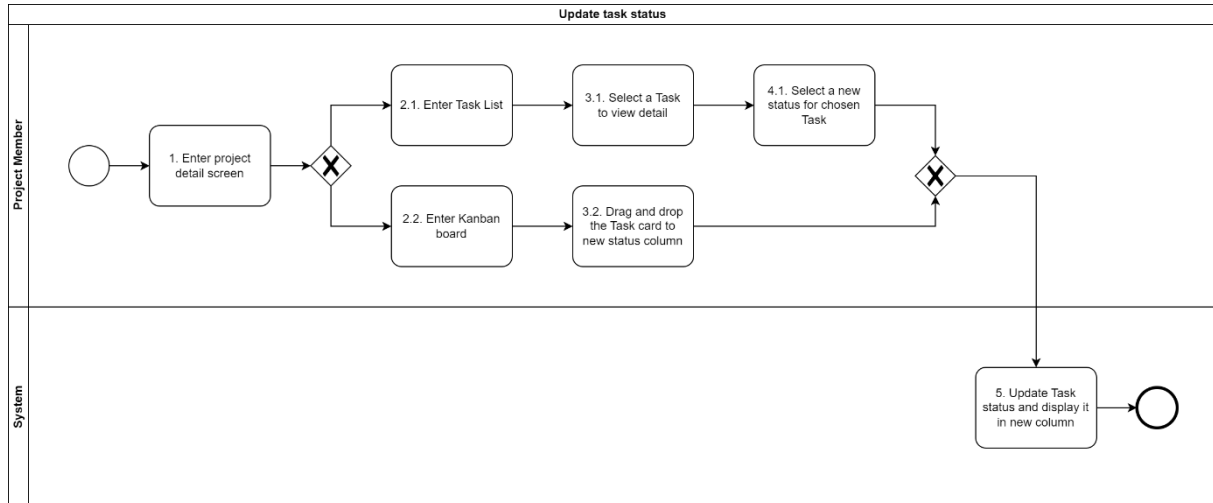 Update task status
Project Member
1. Enter project
detail screen
2.1. Enter Task List
3.1. Select a Task
to view detail
4.1. Select a new
status for chosen
Task
2.2. Enter Kanban
board
3.2. Drag and drop
the Task card to
new status column
System
5. Update Task
status and display it
in new column